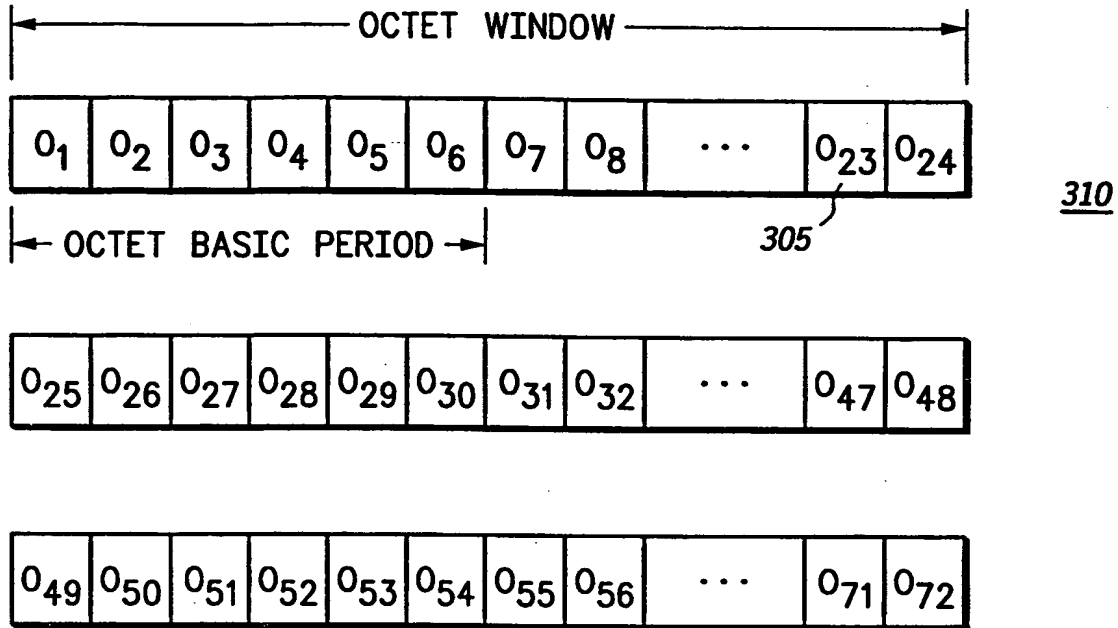 OCTET WINDOW
O₁ O₂ O₃ O₄ O₅ O₆ O₇ O₈ ... O₂₃ O₂₄
310
305
OCTET BASIC PERIOD
O₂₅ O₂₆ O₂₇ O₂₈ O₂₉ O₃₀ O₃₁ O₃₂ ... O₄₇ O₄₈
O₄₉ O₅₀ O₅₁ O₅₂ O₅₃ O₅₄ O₅₅ O₅₆ ... O₇₁ O₇₂